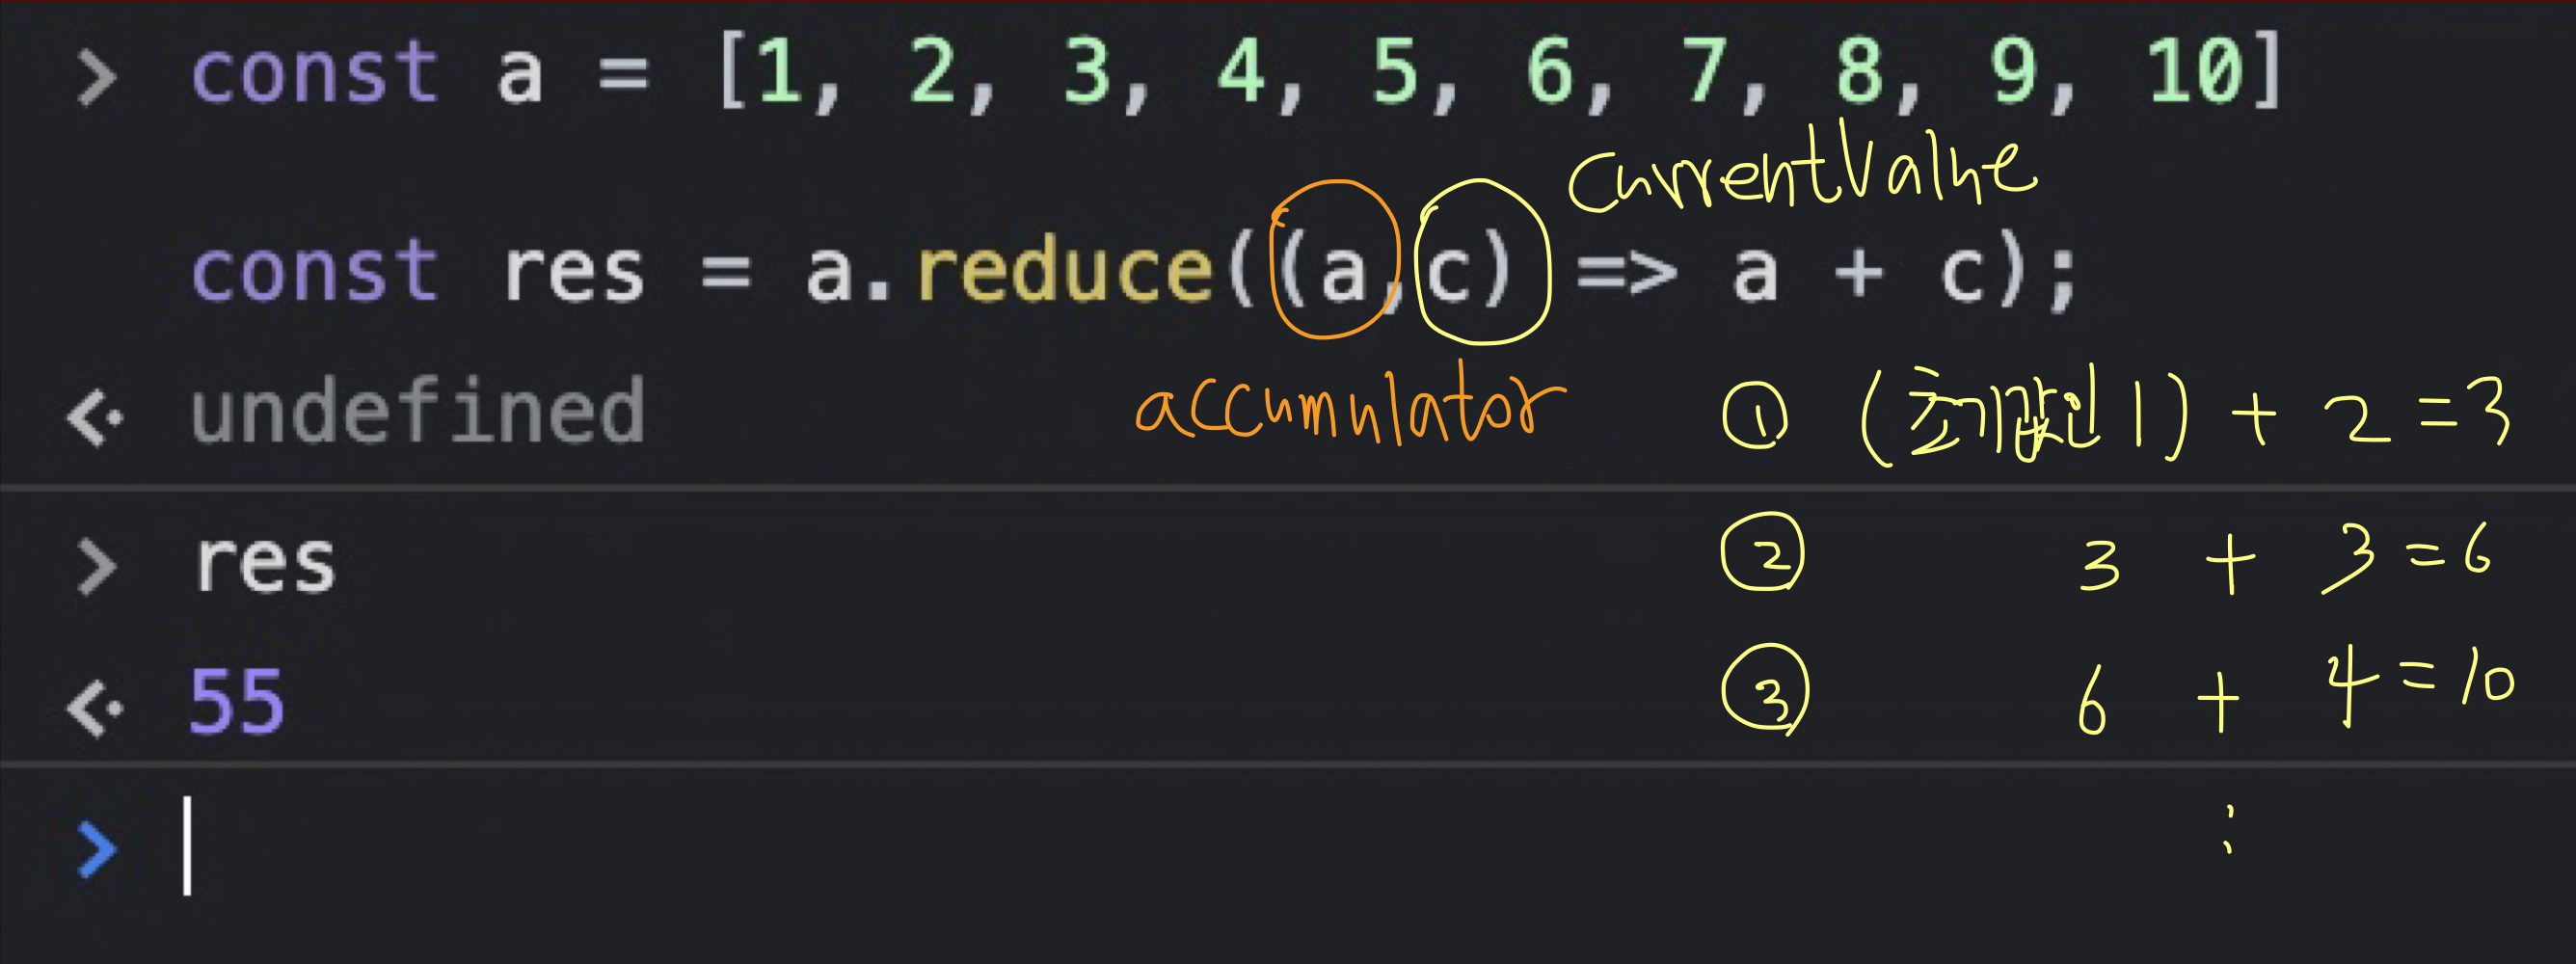 > const a = [1, 2, 3, 4, 5, 6, 7, 8, 9, 10]
currentValue
const res = a.reduce((a,c) => a + c);
accumulator
<· undefined
① (초기값인 1) + 2 = 3
> res
② 3 + 3 = 6
<· 55
③ 6 + 4 = 10
⋮
>